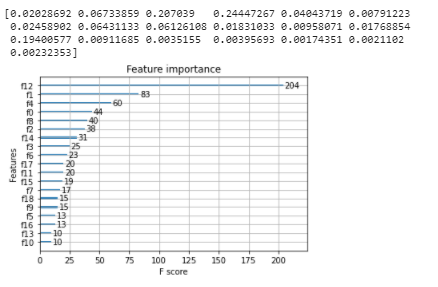 [0.02028692 0.06733859 0.207039 0.24447267 0.04043719 0.00791223
0.02458902 0.06431133 0.06126108 0.01831033 0.00958071 0.01768854
0.19400577 0.00911685 0.0035155 0.00395693 0.00174351 0.0021102
0.00232353]
Feature importance
f12 204
f1 83
f4 60
f0 44
f8 40
f2 38
f14 31
f3 25
f6 23
f17 20
f11 20
f15 19
f7 17
f18 15
f9 15
f5 13
f16 13
f13 10
f10 10
Features
0 25 50 75 100 125 150 175 200
F score